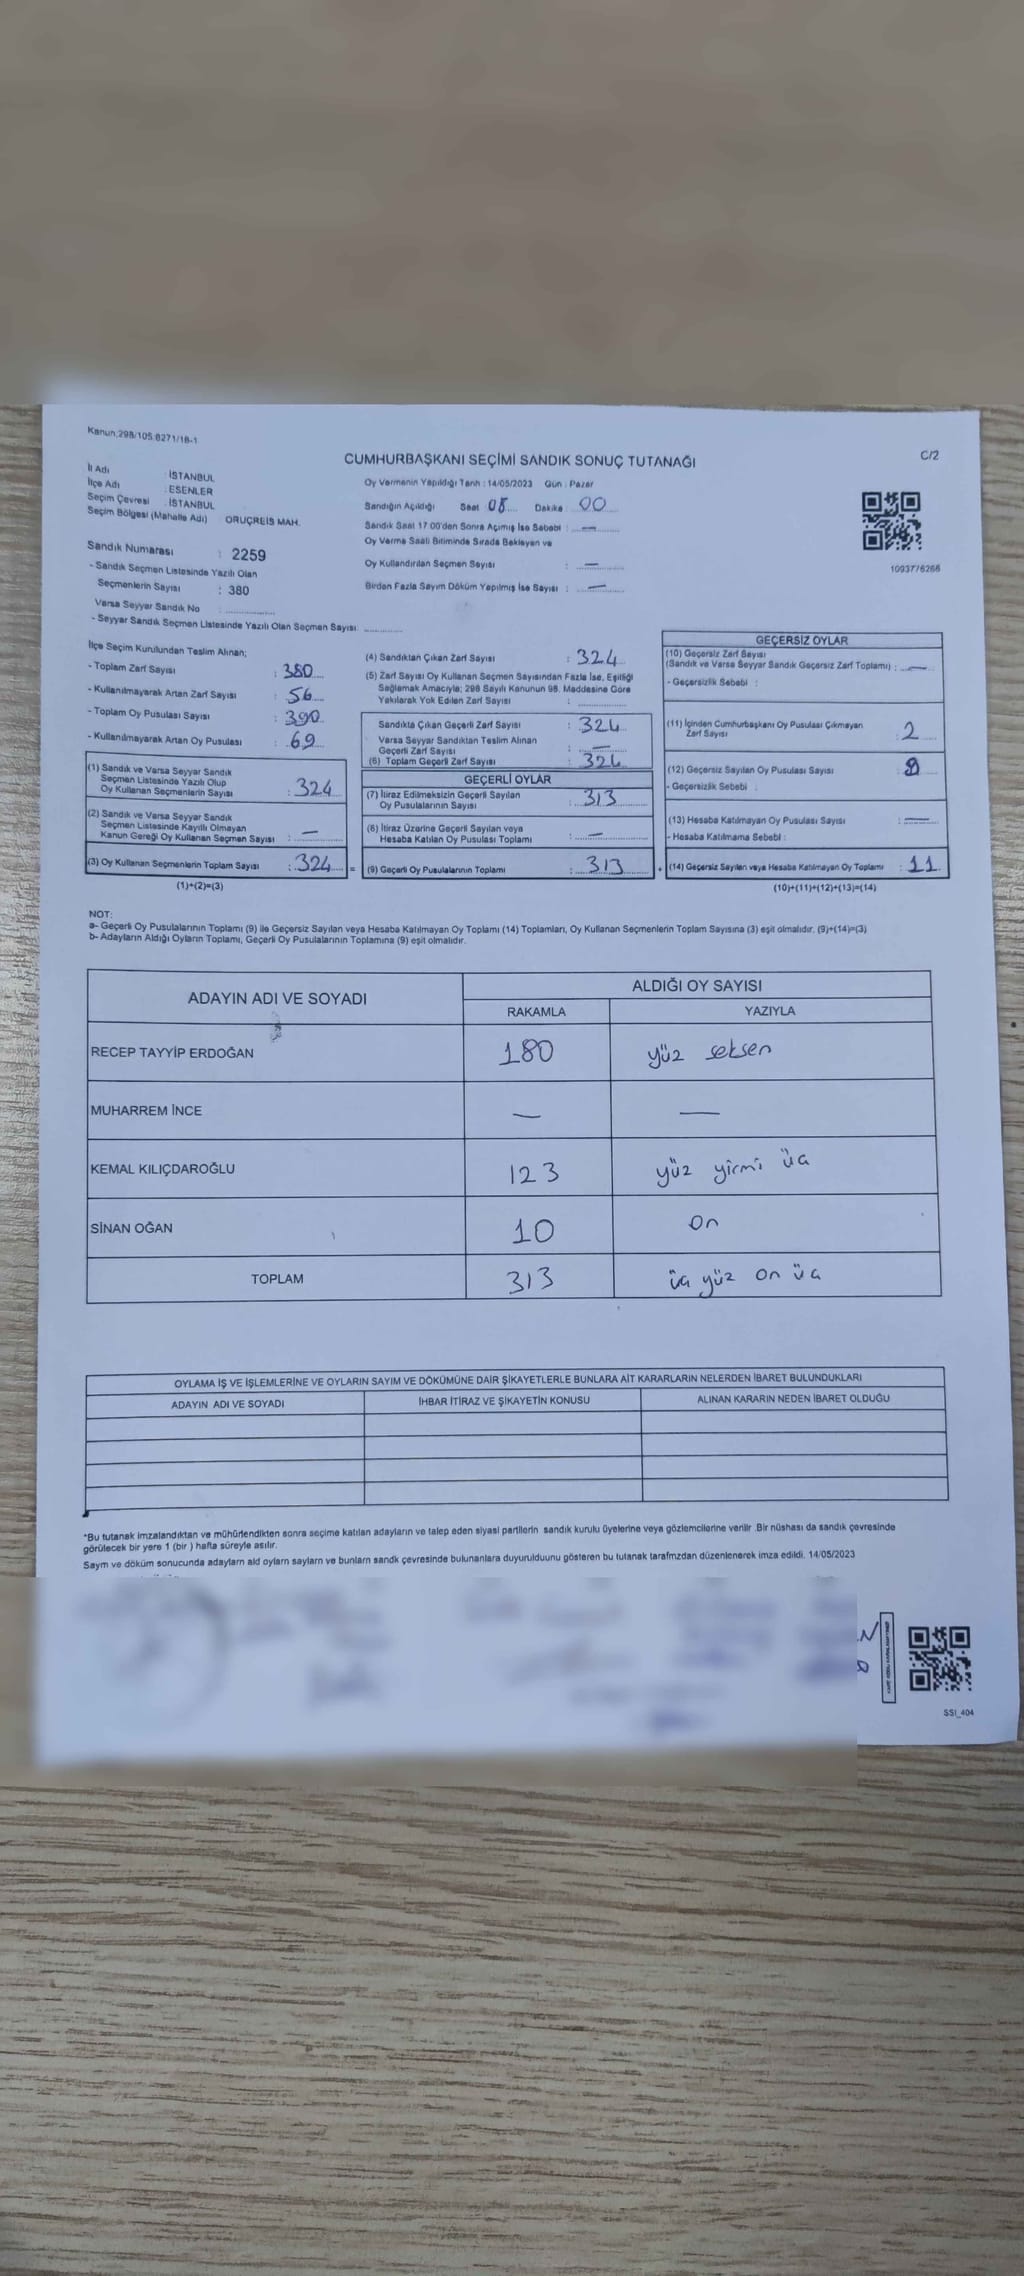 Kanun:298/105.6271/18-1
CUMHURBAŞKANI SEÇİMİ SANDIK SONUÇ TUTANAĞI
C/2
İl Adı : İSTANBUL
İlçe Adı : ESENLER
Seçim Çevresi : İSTANBUL
Seçim Bölgesi (Mahalle Adı) ORUÇREİS MAH.
Sandık Numarası : 2259
- Sandık Seçmen Listesinde Yazılı Olan
Seçmenlerin Sayısı : 380
Varsa Seyyar Sandık No :
- Seyyar Sandık Seçmen Listesinde Yazılı Olan Seçmen Sayısı
Oy Vermenin Yapıldığı Tarih : 14/05/2023 Gün : Pazar
Sandığın Açıldığı Saat 08 Dakika : 00
Sandık Saat 17:00'den Sonra Açımış İse Sebebi : —
Oy Verme Saati Bitiminde Sırada Bekleyen ve
Oy Kullandırılan Seçmen Sayısı : —
Birden Fazla Sayım Döküm Yapılmış İse Sayısı : —
1093776266
İlçe Seçim Kurulundan Teslim Alınan;
- Toplam Zarf Sayısı : 380
- Kullanılmayarak Artan Zarf Sayısı : 56
- Toplam Oy Pusulası Sayısı : 390
- Kullanılmayarak Artan Oy Pusulası : 69
(1) Sandık ve Varsa Seyyar Sandık
Seçmen Listesinde Yazılı Olup
Oy Kullanan Seçmenlerin Sayısı : 324
(2) Sandık ve Varsa Seyyar Sandık
Seçmen Listesinde Kayıtlı Olmayan
Kanun Gereği Oy Kullanan Seçmen Sayısı : —
(3) Oy Kullanan Seçmenlerin Toplam Sayısı : 324 =
(1)+(2)=(3)
(4) Sandıktan Çıkan Zarf Sayısı : 324
(5) Zarf Sayısı Oy Kullanan Seçmen Sayısından Fazla İse, Eşitliği
Sağlamak Amacıyla; 298 Sayılı Kanunun 98. Maddesine Göre
Yakılarak Yok Edilen Zarf Sayısı :
Sandıkta Çıkan Geçerli Zarf Sayısı : 324
Varsa Seyyar Sandıktan Teslim Alınan
Geçerli Zarf Sayısı : —
(6) Toplam Geçerli Zarf Sayısı : 324
GEÇERLİ OYLAR
(7) İtiraz Edilmeksizin Geçerli Sayılan
Oy Pusulalarının Sayısı : 313
(8) İtiraz Üzerine Geçerli Sayılan veya
Hesaba Katılan Oy Pusulası Toplamı : —
(9) Geçerli Oy Pusulalarının Toplamı : 313 +
GEÇERSİZ OYLAR
(10) Geçersiz Zarf Sayısı
(Sandık ve Varsa Seyyar Sandık Geçersiz Zarf Toplamı) : —
- Geçersizlik Sebebi :
(11) İçinden Cumhurbaşkanı Oy Pusulası Çıkmayan
Zarf Sayısı : 2
(12) Geçersiz Sayılan Oy Pusulası Sayısı :
- Geçersizlik Sebebi :
(13) Hesaba Katılmayan Oy Pusulası Sayısı : —
- Hesaba Katılmama Sebebi :
(14) Geçersiz Sayılan veya Hesaba Katılmayan Oy Toplamı : 11
(10)+(11)+(12)+(13)=(14)
NOT:
a- Geçerli Oy Pusulalarının Toplamı (9) ile Geçersiz Sayılan veya Hesaba Katılmayan Oy Toplamı (14) Toplamları, Oy Kullanan Seçmenlerin Toplam Sayısına (3) eşit olmalıdır. (9)+(14)=(3)
b- Adayların Aldığı Oyların Toplamı, Geçerli Oy Pusulalarının Toplamına (9) eşit olmalıdır.
ADAYIN ADI VE SOYADI
ALDIĞI OY SAYISI
RAKAMLA YAZIYLA
RECEP TAYYİP ERDOĞAN 180 yüz seksen
MUHARREM İNCE — —
KEMAL KILIÇDAROĞLU 123 yüz yirmi üç
SİNAN OĞAN 10 on
TOPLAM 313 üç yüz on üç
OYLAMA İŞ VE İŞLEMLERİNE VE OYLARIN SAYIM VE DÖKÜMÜNE DAİR ŞİKAYETLERLE BUNLARA AİT KARARLARIN NELERDEN İBARET BULUNDUKLARI
ADAYIN ADI VE SOYADI İHBAR İTİRAZ VE ŞİKAYETİN KONUSU ALINAN KARARIN NEDEN İBARET OLDUĞU
*Bu tutanak imzalandıktan ve mühürlendikten sonra seçime katılan adayların ve talep eden siyasi partilerin sandık kurulu üyelerine veya gözlemcilerine verilir .Bir nüshası da sandık çevresinde
görülecek bir yere 1 (bir ) hafta süreyle asılır.
Saym ve döküm sonucunda adaylarn ald oylarn saylarn ve bunlarn sandk çevresinde bulunanlara duyurulduunu gösteren bu tutanak tarafmzdan düzenlenerek imza edildi. 14/05/2023
SSI_404